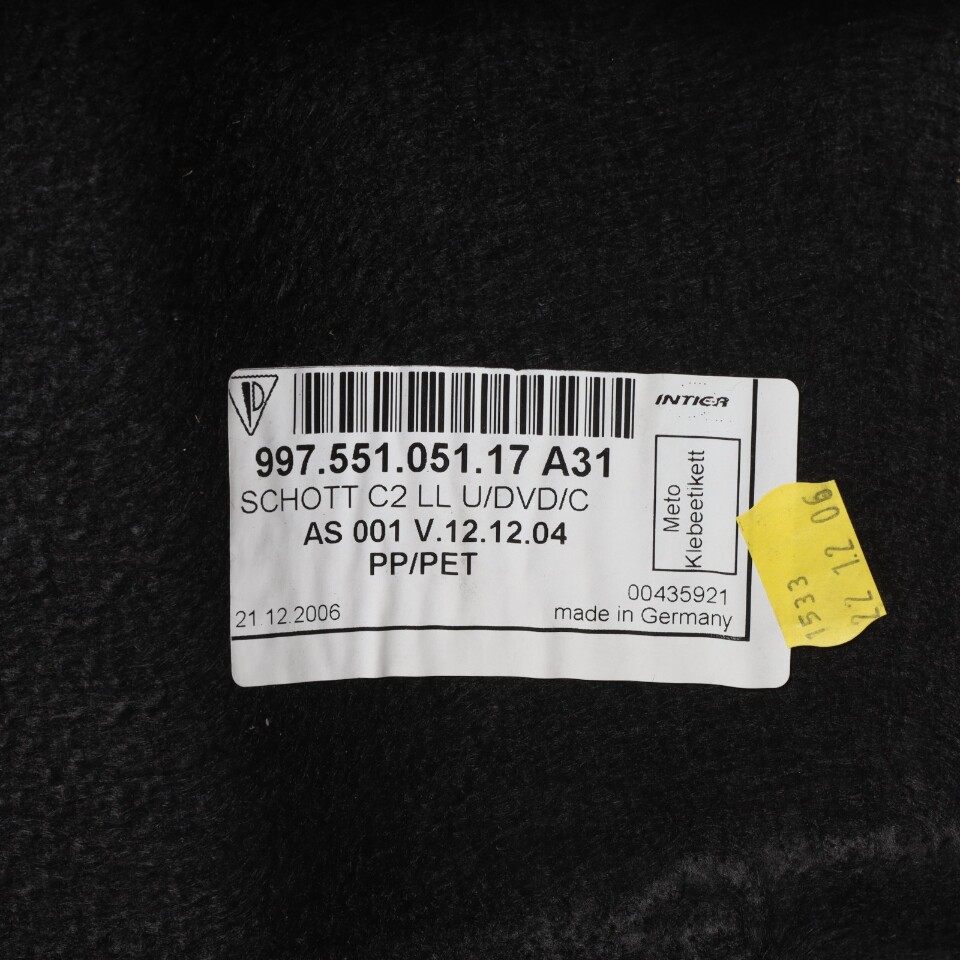 INTIER
997.551.051.17 A31
SCHOTT C2 LL U/DVD/C
AS 001 V.12.12.04
PP/PET
Meto
Klebeetikett
00435921
21.12.2006
made in Germany
1533
22 12 06